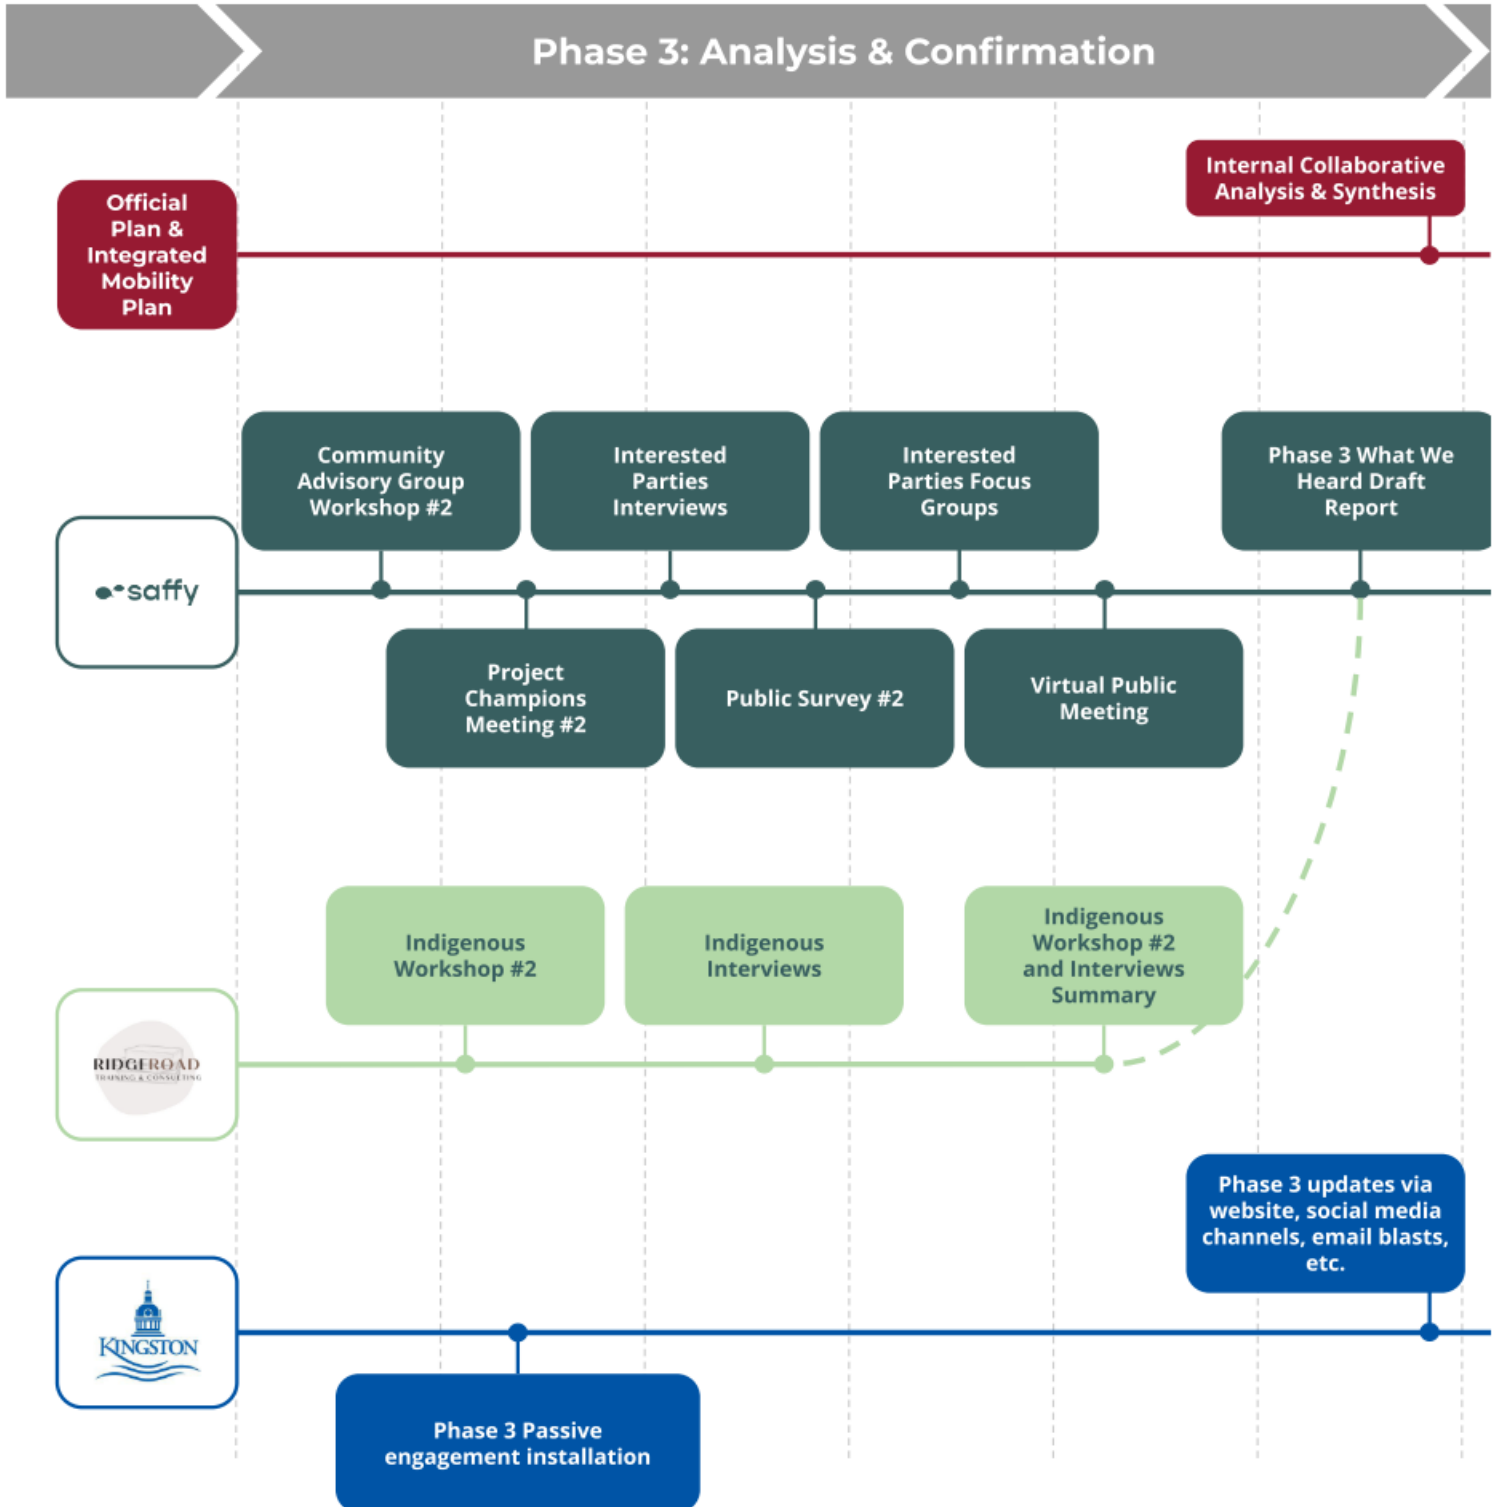 Phase 3: Analysis & Confirmation
Internal Collaborative
Analysis & Synthesis
Official
Plan &
Integrated
Mobility
Plan
Community
Advisory Group
Workshop #2
Interested
Parties
Interviews
Interested
Parties Focus
Groups
Phase 3 What We
Heard Draft
Report
saffy
Project
Champions
Meeting #2
Public Survey #2
Virtual Public
Meeting
Indigenous
Workshop #2
Indigenous
Interviews
Indigenous
Workshop #2
and Interviews
Summary
RIDGEROAD
TRAINING & CONSULTING
Phase 3 updates via
website, social media
channels, email blasts,
etc.
KINGSTON
Phase 3 Passive
engagement installation